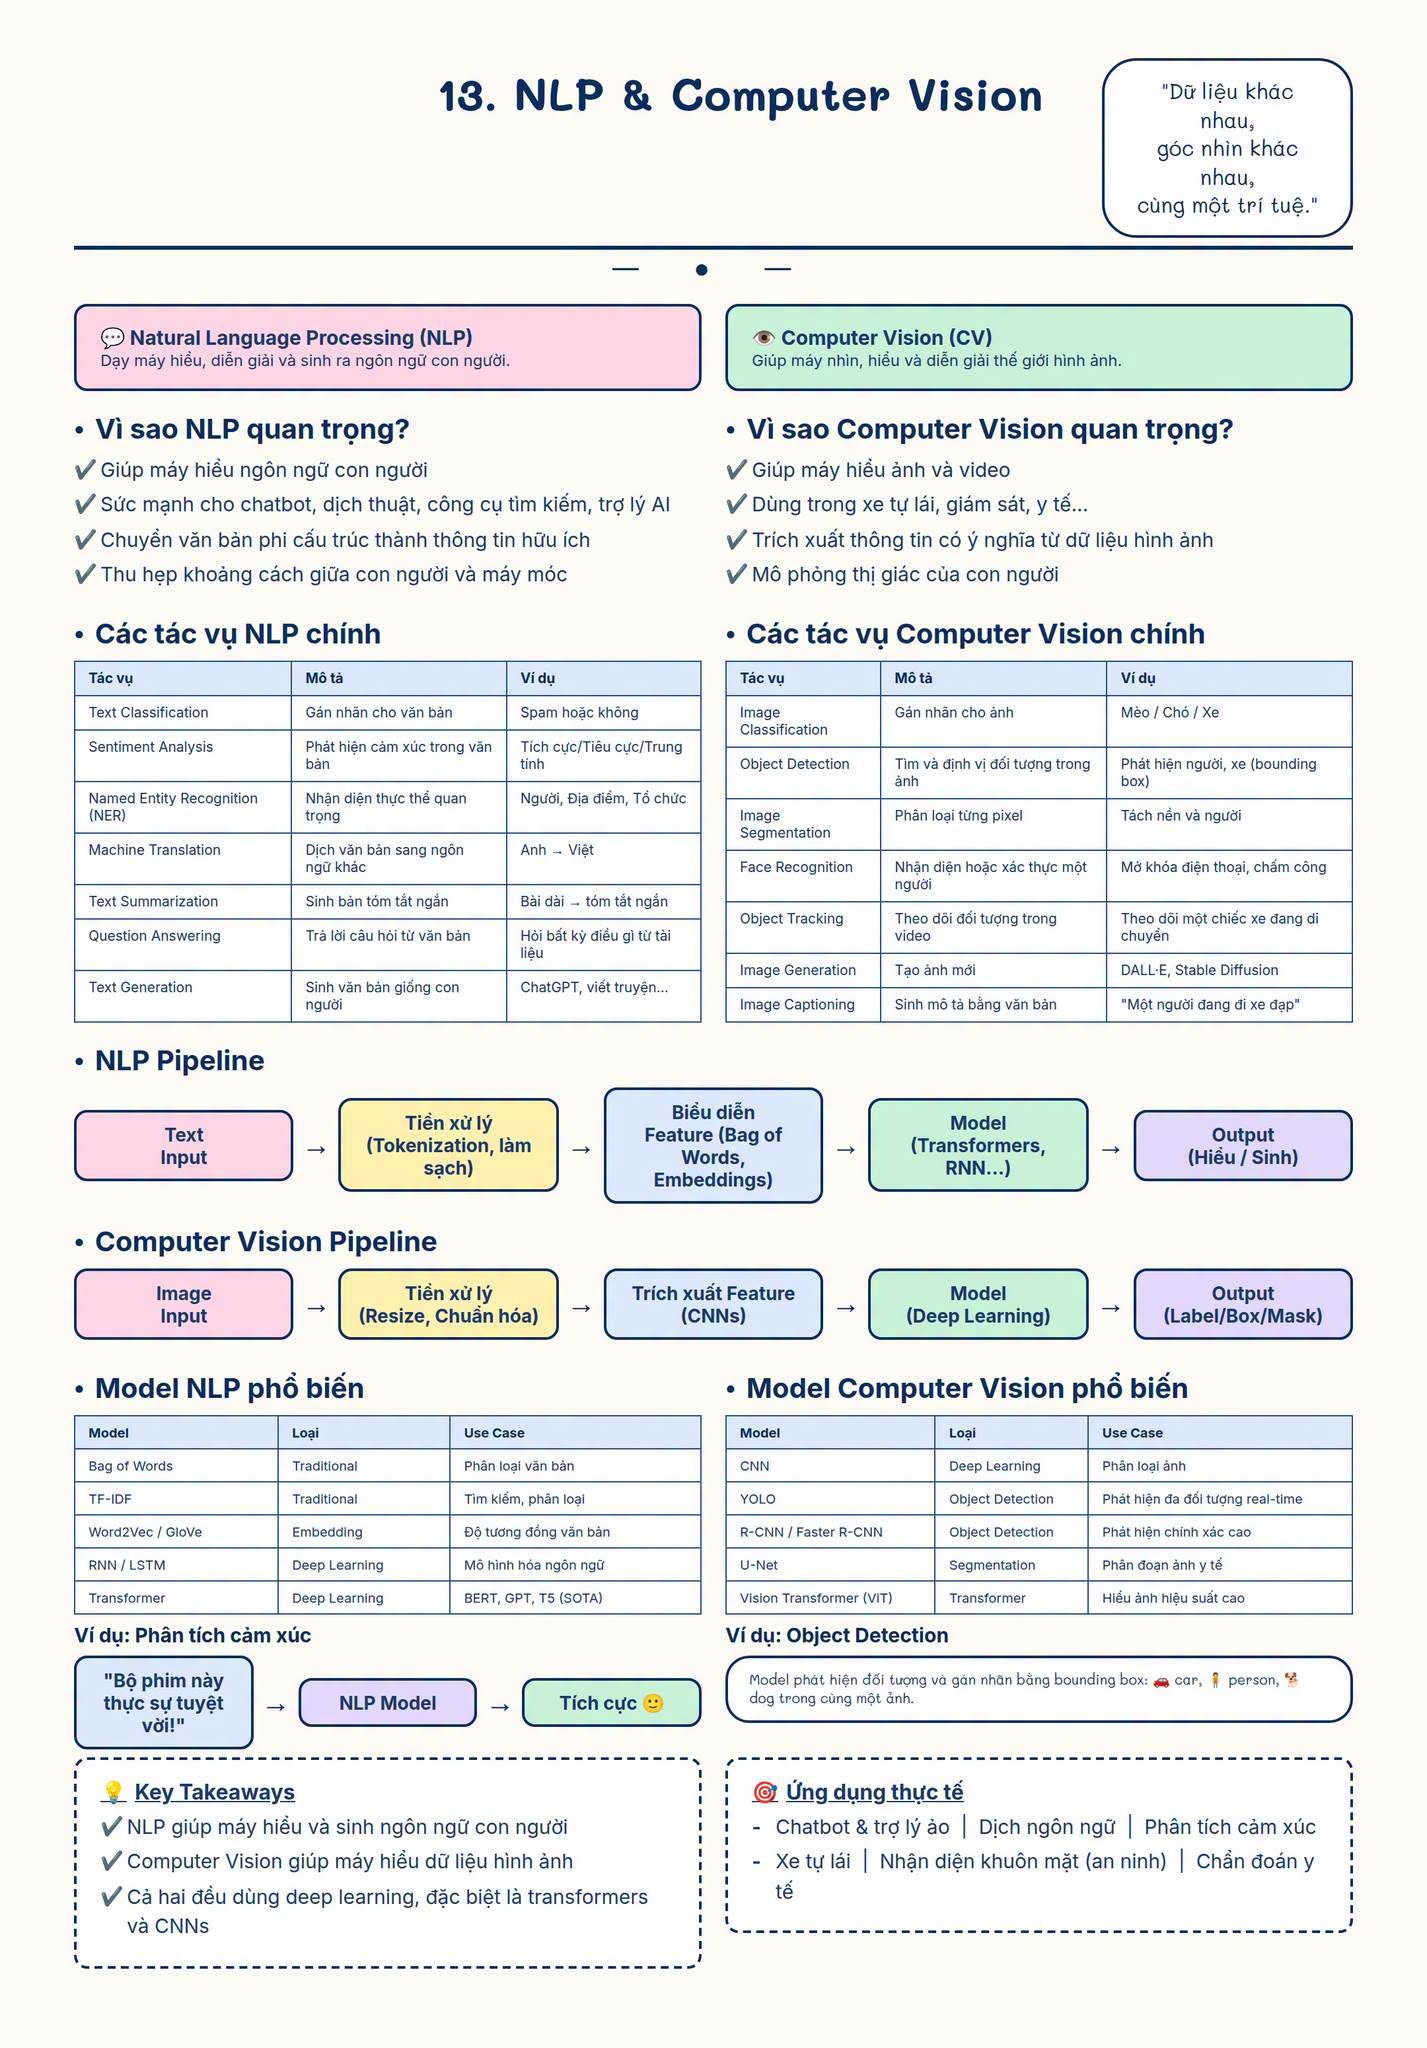 13. NLP & Computer Vision
"Dữ liệu khác
nhau,
góc nhìn khác
nhau,
cùng một trí tuệ."
💬 Natural Language Processing (NLP)
Dạy máy hiểu, diễn giải và sinh ra ngôn ngữ con người.
👁️ Computer Vision (CV)
Giúp máy nhìn, hiểu và diễn giải thế giới hình ảnh.
• Vì sao NLP quan trọng?
✔ Giúp máy hiểu ngôn ngữ con người
✔ Sức mạnh cho chatbot, dịch thuật, công cụ tìm kiếm, trợ lý AI
✔ Chuyển văn bản phi cấu trúc thành thông tin hữu ích
✔ Thu hẹp khoảng cách giữa con người và máy móc
• Vì sao Computer Vision quan trọng?
✔ Giúp máy hiểu ảnh và video
✔ Dùng trong xe tự lái, giám sát, y tế...
✔ Trích xuất thông tin có ý nghĩa từ dữ liệu hình ảnh
✔ Mô phỏng thị giác của con người
• Các tác vụ NLP chính
Tác vụ Mô tả Ví dụ
Text Classification Gán nhãn cho văn bản Spam hoặc không
Sentiment Analysis Phát hiện cảm xúc trong văn bản Tích cực/Tiêu cực/Trung tính
Named Entity Recognition (NER) Nhận diện thực thể quan trọng Người, Địa điểm, Tổ chức
Machine Translation Dịch văn bản sang ngôn ngữ khác Anh → Việt
Text Summarization Sinh bản tóm tắt ngắn Bài dài → tóm tắt ngắn
Question Answering Trả lời câu hỏi từ văn bản Hỏi bất kỳ điều gì từ tài liệu
Text Generation Sinh văn bản giống con người ChatGPT, viết truyện...
• Các tác vụ Computer Vision chính
Tác vụ Mô tả Ví dụ
Image Classification Gán nhãn cho ảnh Mèo / Chó / Xe
Object Detection Tìm và định vị đối tượng trong ảnh Phát hiện người, xe (bounding box)
Image Segmentation Phân loại từng pixel Tách nền và người
Face Recognition Nhận diện hoặc xác thực một người Mở khóa điện thoại, chấm công
Object Tracking Theo dõi đối tượng trong video Theo dõi một chiếc xe đang di chuyển
Image Generation Tạo ảnh mới DALL·E, Stable Diffusion
Image Captioning Sinh mô tả bằng văn bản "Một người đang đi xe đạp"
• NLP Pipeline
Text
Input
→
Tiền xử lý
(Tokenization, làm
sạch)
→
Biểu diễn
Feature (Bag of
Words,
Embeddings)
→
Model
(Transformers,
RNN...)
→
Output
(Hiểu / Sinh)
• Computer Vision Pipeline
Image
Input
→
Tiền xử lý
(Resize, Chuẩn hóa)
→
Trích xuất Feature
(CNNs)
→
Model
(Deep Learning)
→
Output
(Label/Box/Mask)
• Model NLP phổ biến
Model Loại Use Case
Bag of Words Traditional Phân loại văn bản
TF-IDF Traditional Tìm kiếm, phân loại
Word2Vec / GloVe Embedding Độ tương đồng văn bản
RNN / LSTM Deep Learning Mô hình hóa ngôn ngữ
Transformer Deep Learning BERT, GPT, T5 (SOTA)
• Model Computer Vision phổ biến
Model Loại Use Case
CNN Deep Learning Phân loại ảnh
YOLO Object Detection Phát hiện đa đối tượng real-time
R-CNN / Faster R-CNN Object Detection Phát hiện chính xác cao
U-Net Segmentation Phân đoạn ảnh y tế
Vision Transformer (ViT) Transformer Hiểu ảnh hiệu suất cao
Ví dụ: Phân tích cảm xúc
"Bộ phim này
thực sự tuyệt
vời!"
→
NLP Model
→
Tích cực 🙂
Ví dụ: Object Detection
Model phát hiện đối tượng và gán nhãn bằng bounding box: 🚗 car, 🧍 person, 🐕
dog trong cùng một ảnh.
💡 Key Takeaways
✔ NLP giúp máy hiểu và sinh ngôn ngữ con người
✔ Computer Vision giúp máy hiểu dữ liệu hình ảnh
✔ Cả hai đều dùng deep learning, đặc biệt là transformers
và CNNs
🎯 Ứng dụng thực tế
- Chatbot & trợ lý ảo | Dịch ngôn ngữ | Phân tích cảm xúc
- Xe tự lái | Nhận diện khuôn mặt (an ninh) | Chẩn đoán y
tế